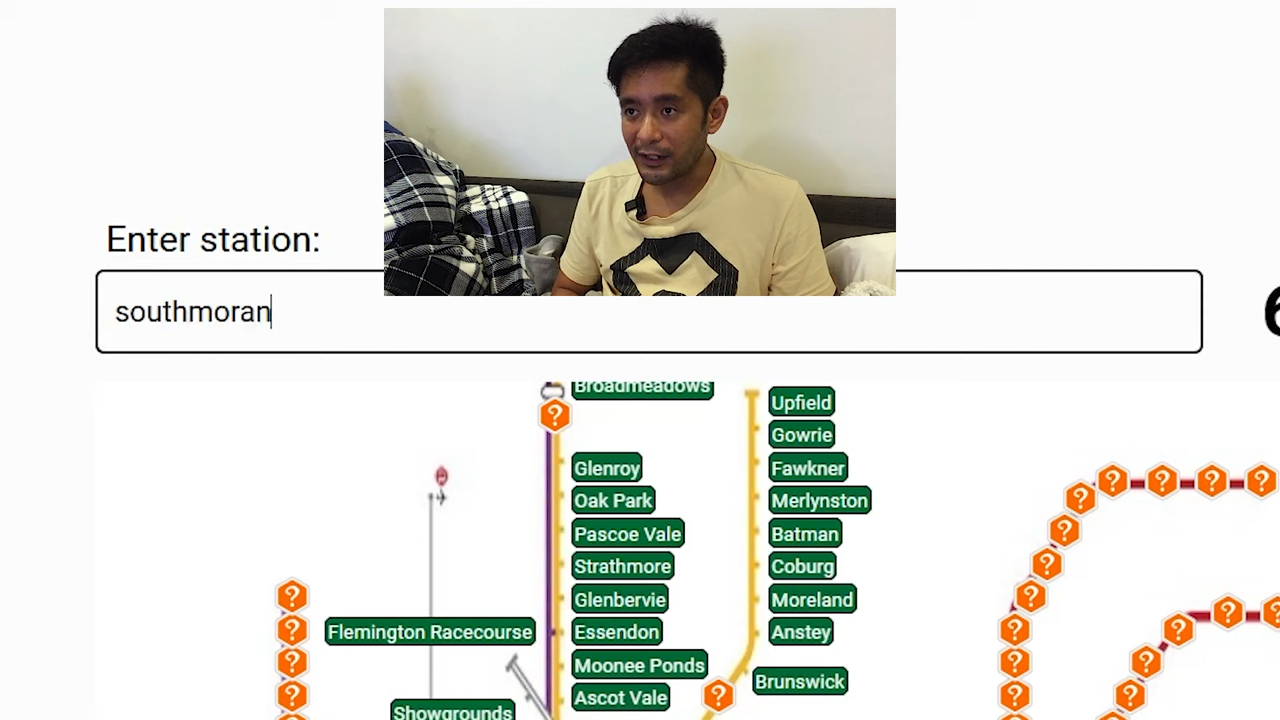 Enter station:
southmoran
Broadmeadows
Upfield
Gowrie
Glenroy
Fawkner
Oak Park
Merlynston
Pascoe Vale
Batman
Strathmore
Coburg
Glenbervie
Moreland
Flemington Racecourse
Essendon
Anstey
Moonee Ponds
Brunswick
Ascot Vale
Showgrounds